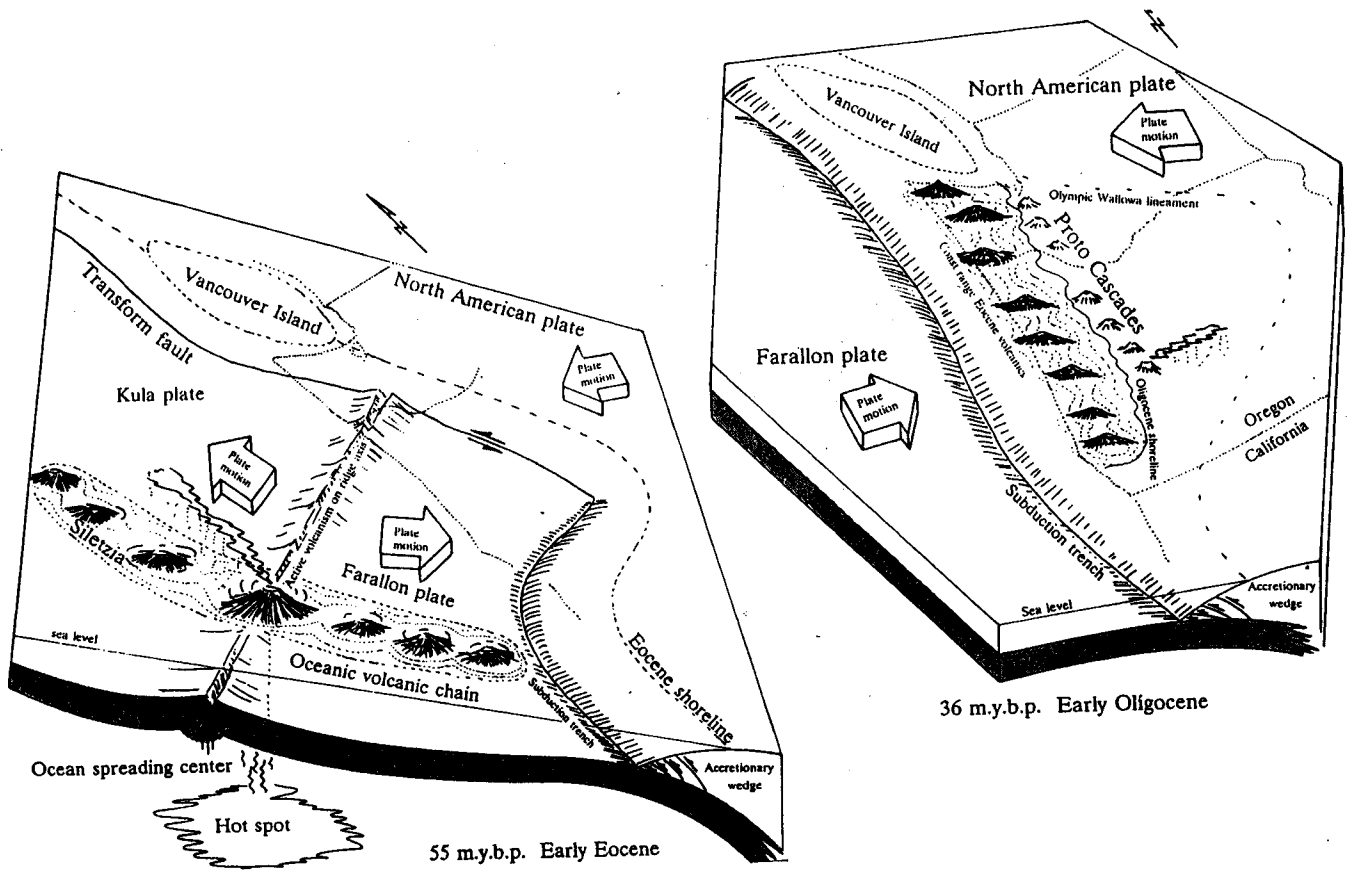 Vancouver Island
North American plate
Transform fault
Kula plate
Plate
motion
Plate
motion
Plate
motion
Siletzia
Active volcanism on ridge axis
Farallon plate
sea level
Oceanic volcanic chain
Subduction trench
Eocene shoreline
Accretionary
wedge
Ocean spreading center
Hot spot
55 m.y.b.p. Early Eocene
N
Vancouver Island
North American plate
Plate
motion
Olympic Wallowa lineament
Proto Cascades
Coast range Eocene volcanoes
Farallon plate
Plate
motion
Oligocene shoreline
Oregon
California
Subduction trench
Sea level
Accretionary
wedge
36 m.y.b.p. Early Oligocene
N